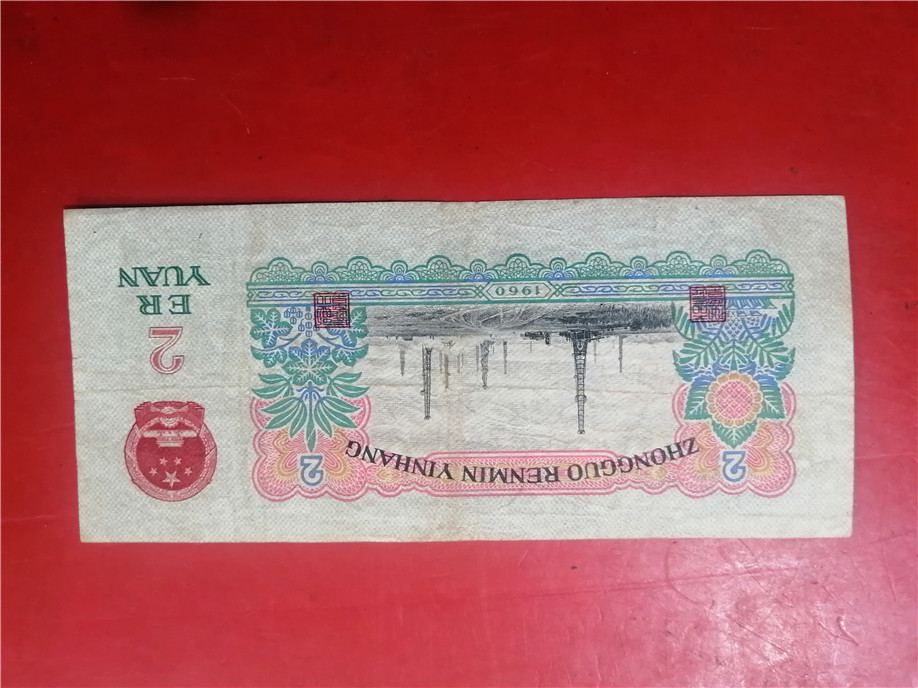 ZHONGGUO RENMIN YINHANG
2
2
1960
2
ER
YUAN